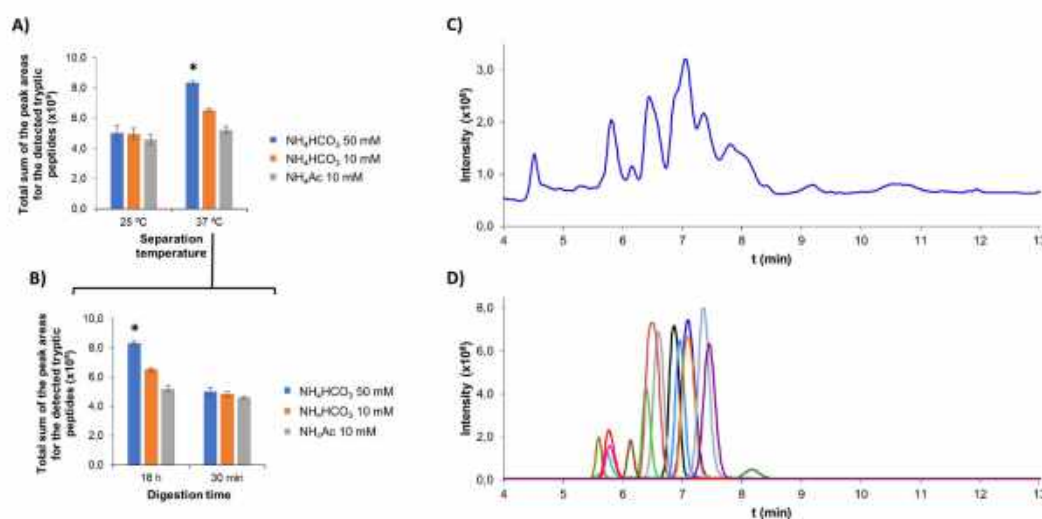 A)
Total sum of the peak areas
for the detected tryptic
peptides (x10⁹)
10,0
8,0
6,0
4,0
2,0
0,0
*
25 ºC
37 ºC
Separation
temperature
NH₄HCO₃ 50 mM
NH₄HCO₃ 10 mM
NH₄Ac 10 mM
B)
Total sum of the peak areas
for the detected tryptic
peptides (x10⁹)
10,0
8,0
6,0
4,0
2,0
0,0
*
18 h
30 min
Digestion time
NH₄HCO₃ 50 mM
NH₄HCO₃ 10 mM
NH₄Ac 10 mM
C)
Intensity (x10⁸)
3,0
2,0
1,0
0,0
4 5 6 7 8 9 10 11 12 13
t (min)
D)
Intensity (x10⁸)
8,0
6,0
4,0
2,0
0,0
4 5 6 7 8 9 10 11 12 13
t (min)